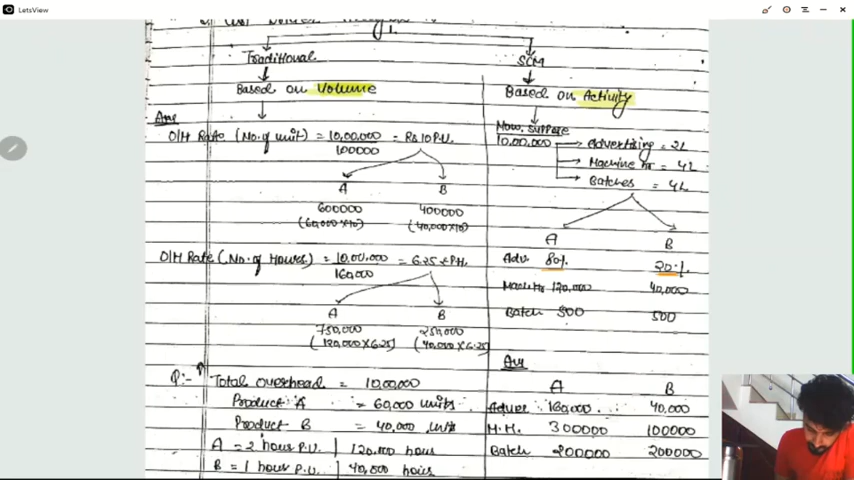 LetsView
Traditional
Based on Volume
Ans
O/H Rate (No. of unit) = 10,00,000 = Rs 10 P.U.
100000
A B
600000 400000
(60,000 x 10) (40,000 x 10)
O/H Rate (No. of Hours) = 10,00,000 = 6.25 P.H.
160,000
A B
750,000 250,000
(120,000 x 6.25) (40,000 x 6.25)
Q:- Total overhead = 10,00,000
Product A = 60,000 units
Product B = 40,000 units
A = 2 hour P.U. | 120,000 hour
B = 1 hour P.U. | 40,000 hours
SCM
Based on Activity
Now, suppose
10,00,000 Advertising = 2L
Machine hr = 4L
Batches = 4L
A B
Adv. 80% 20%
Mach Hr 120,000 40,000
Batch 500 500
Ans
A B
Adver. 160,000 40,000
M.H. 300000 100000
Batch 200000 200000